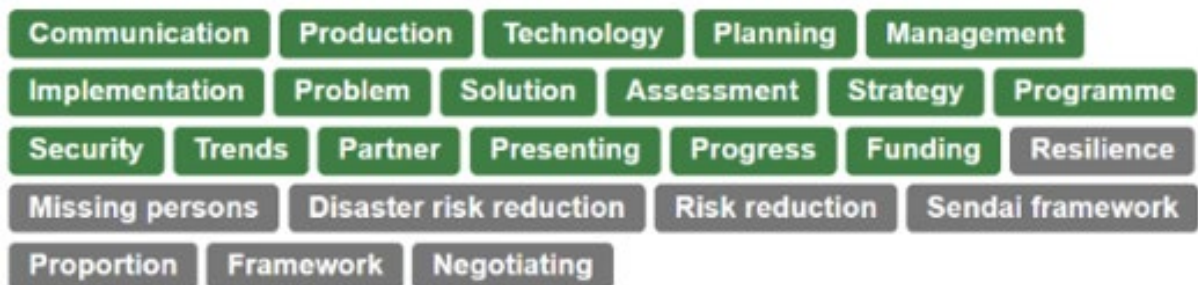 Communication Production Technology Planning Management
Implementation Problem Solution Assessment Strategy Programme
Security Trends Partner Presenting Progress Funding Resilience
Missing persons Disaster risk reduction Risk reduction Sendai framework
Proportion Framework Negotiating